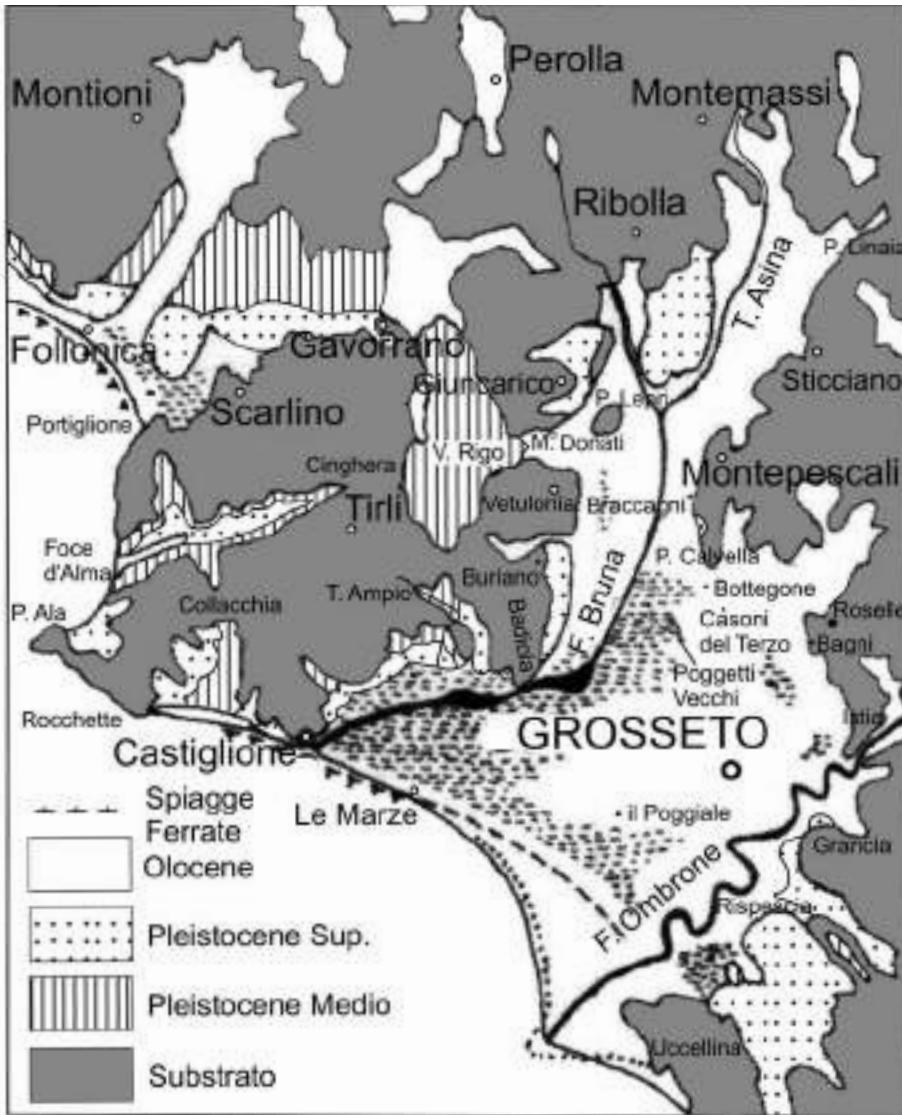 Perolla
Montioni
Montemassi
Ribolla
P. Linaia
T. Asina
Follonica
Gavorrano
Giuncarico
P. Leoni
Sticciano
Scarlino
Portiglione
V. Rigo
M. Donati
Montepescali
Cinghera
Tirli
Vetulonia
Braccagni
Foce
d'Alma
P. Calvella
T. Ampio
Buriano
Bottegone
P. Ala
Collacchia
Badiola
F. Bruna
Casoni
del Terzo
Roselle
Bagni
Poggetti
Vecchi
Rocchette
Istia
GROSSETO
Castiglione
Le Marze
il Poggiale
Grancia
F. Ombrone
Rispescia
Uccellina
Spiagge
Ferrate
Olocene
Pleistocene Sup.
Pleistocene Medio
Substrato